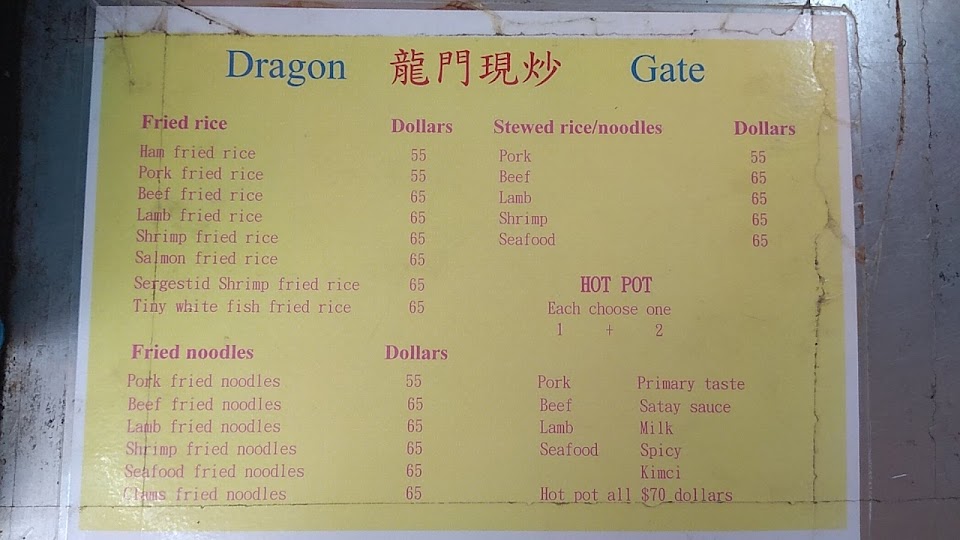 Dragon 龍門現炒 Gate
Fried rice Dollars
Ham fried rice 55
Pork fried rice 55
Beef fried rice 65
Lamb fried rice 65
Shrimp fried rice 65
Salmon fried rice 65
Sergestid Shrimp fried rice 65
Tiny white fish fried rice 65
Fried noodles Dollars
Pork fried noodles 55
Beef fried noodles 65
Lamb fried noodles 65
Shrimp fried noodles 65
Seafood fried noodles 65
Clams fried noodles 65
Stewed rice/noodles Dollars
Pork 55
Beef 65
Lamb 65
Shrimp 65
Seafood 65
HOT POT
Each choose one
1 + 2
Pork Primary taste
Beef Satay sauce
Lamb Milk
Seafood Spicy
Kimci
Hot pot all $70 dollars